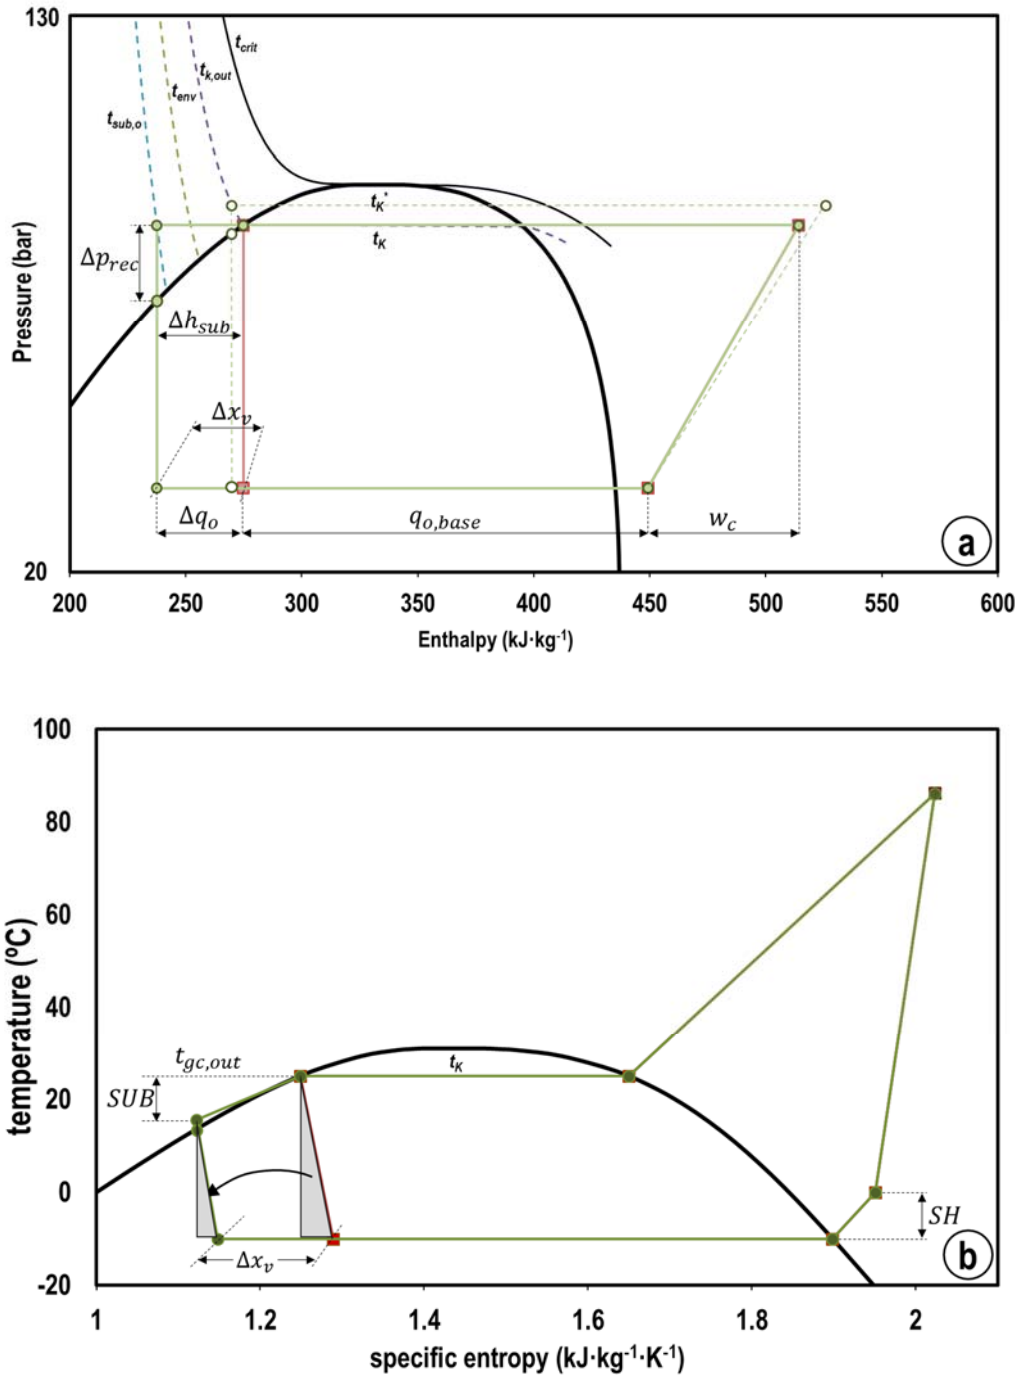 130
t_crit
t_k,out
t_env
t_sub,o
t_K*
t_K
Δp_rec
Δh_sub
Δx_v
Δq_o
q_o,base
w_c
Pressure (bar)
a
20
200 250 300 350 400 450 500 550 600
Enthalpy (kJ·kg⁻¹)
100
80
60
40
20
0
-20
t_gc,out
t_K
SUB
SH
Δx_v
b
temperature (ºC)
1 1.2 1.4 1.6 1.8 2
specific entropy (kJ·kg⁻¹·K⁻¹)